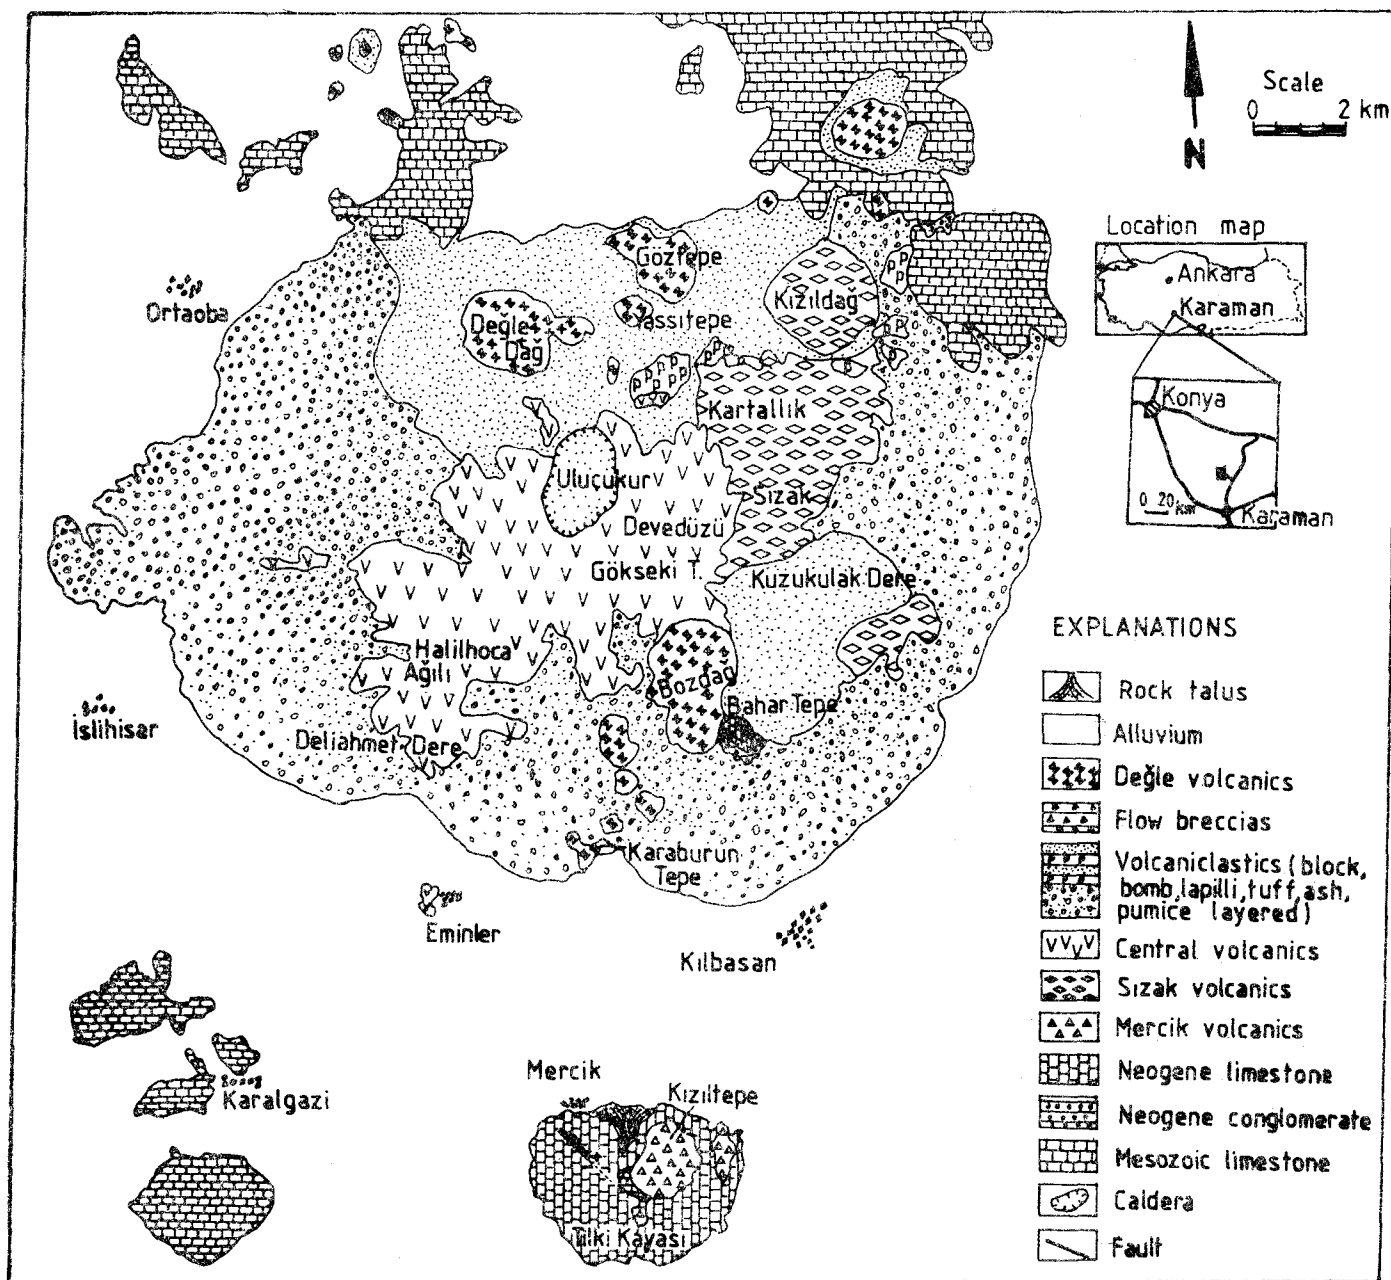 Scale
0 2 km
N
Location map
Ankara
Karaman
Konya
0 20km
Karaman
Ortaoba
Göztepe
Kızıldağ
Değle
Dağ
Yassıtepe
Kartallık
Uluçukur
Sızak
Devedüzü
Gökseki T.
Kuzukulak Dere
Halilhoca
Ağılı
Bozdağ
Bahar Tepe
İslihisar
Deliahmet Dere
Karaburun
Tepe
Eminler
Kılbasan
Karalgazi
Mercik
Kızıltepe
Tilki Kayası
EXPLANATIONS
Rock talus
Alluvium
Değle volcanics
Flow breccias
Volcaniclastics (block,
bomb, lapilli, tuff, ash,
pumice layered)
Central volcanics
Sızak volcanics
Mercik volcanics
Neogene limestone
Neogene conglomerate
Mesozoic limestone
Caldera
Fault